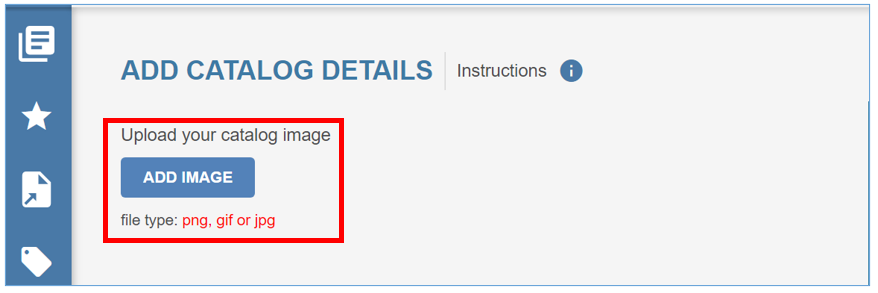 ADD CATALOG DETAILS Instructions i
Upload your catalog image
ADD IMAGE
file type: png, gif or jpg